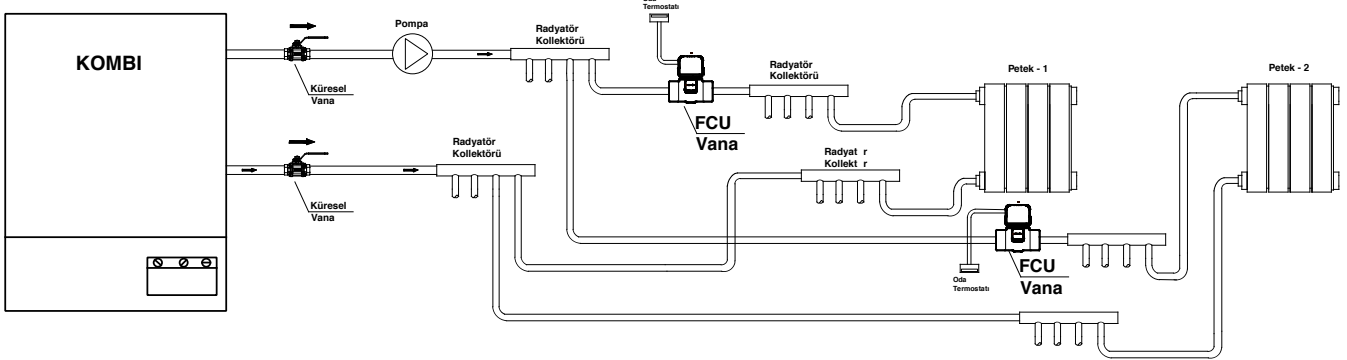 KOMBI
Küresel
Vana
Pompa
Radyatör
Kollektörü
Oda
Termostatı
FCU
Vana
Radyatör
Kollektörü
Petek - 1
Petek - 2
Küresel
Vana
Radyatör
Kollektörü
Radyat r
Kollekt r
Oda
Termostatı
FCU
Vana